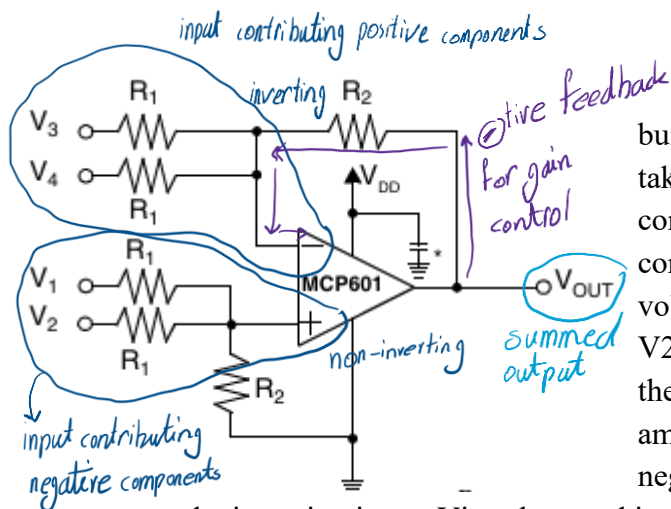 input contributing positive components
inverting
R1
R2
V3
V4
R1
VDD
*
⊖tive feedback
for gain
control
R1
V1
V2
R1
MCP601
VOUT
summed
output
non-inverting
R2
input contributing
negative components
bu
tak
con
con
vo
V2
the
am
neg